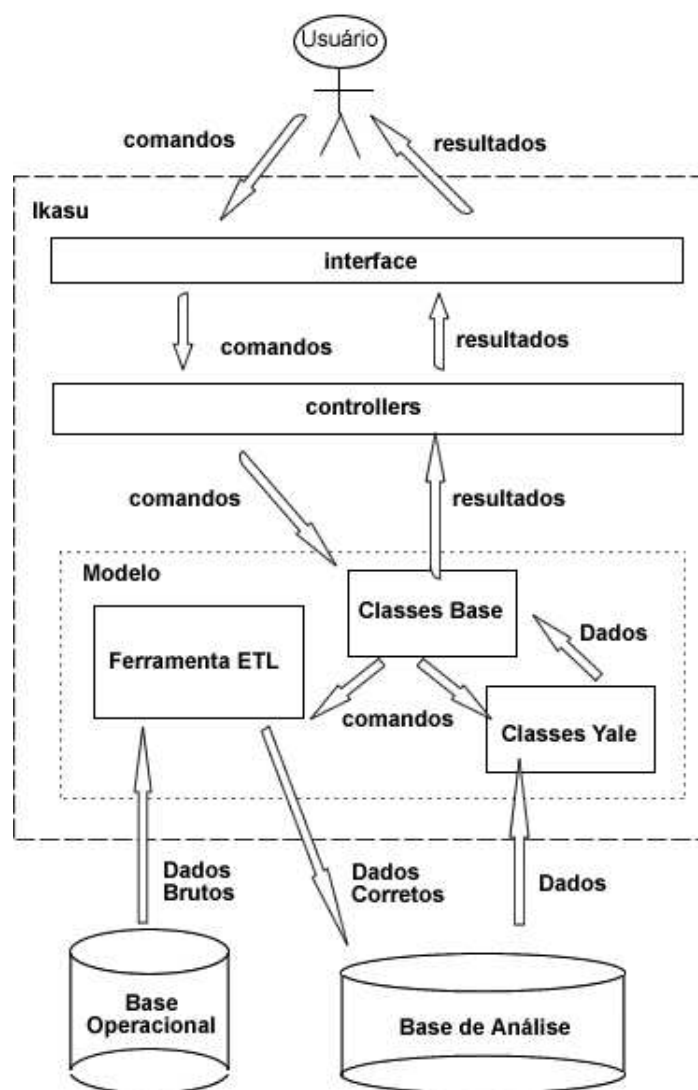 Usuário
comandos
resultados
Ikasu
interface
comandos
resultados
controllers
comandos
resultados
Modelo
Classes Base
Ferramenta ETL
Dados
comandos
Classes Yale
Dados
Brutos
Dados
Corretos
Dados
Base
Operacional
Base de Análise